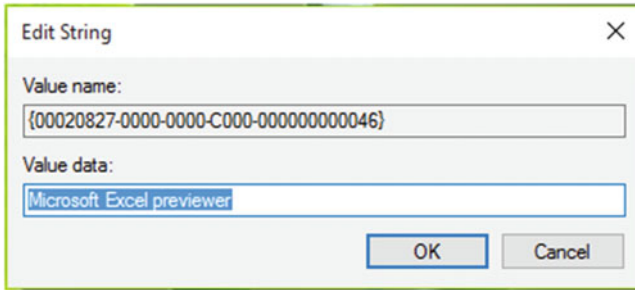 Edit String
Value name:
{00020827-0000-0000-C000-000000000046}
Value data:
Microsoft Excel previewer
OK
Cancel